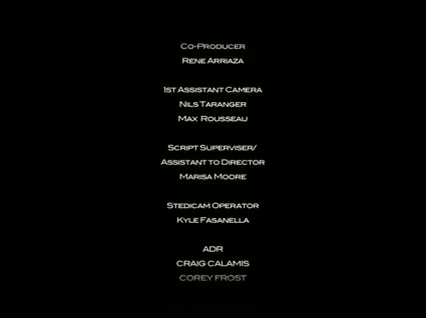 Co-Producer
Rene Arriaza
1st Assistant Camera
Nils Taranger
Max Rousseau
Script Superviser/
Assistant to Director
Marisa Moore
Stedicam Operator
Kyle Fasanella
ADR
CRAIG CALAMIS
COREY FROST